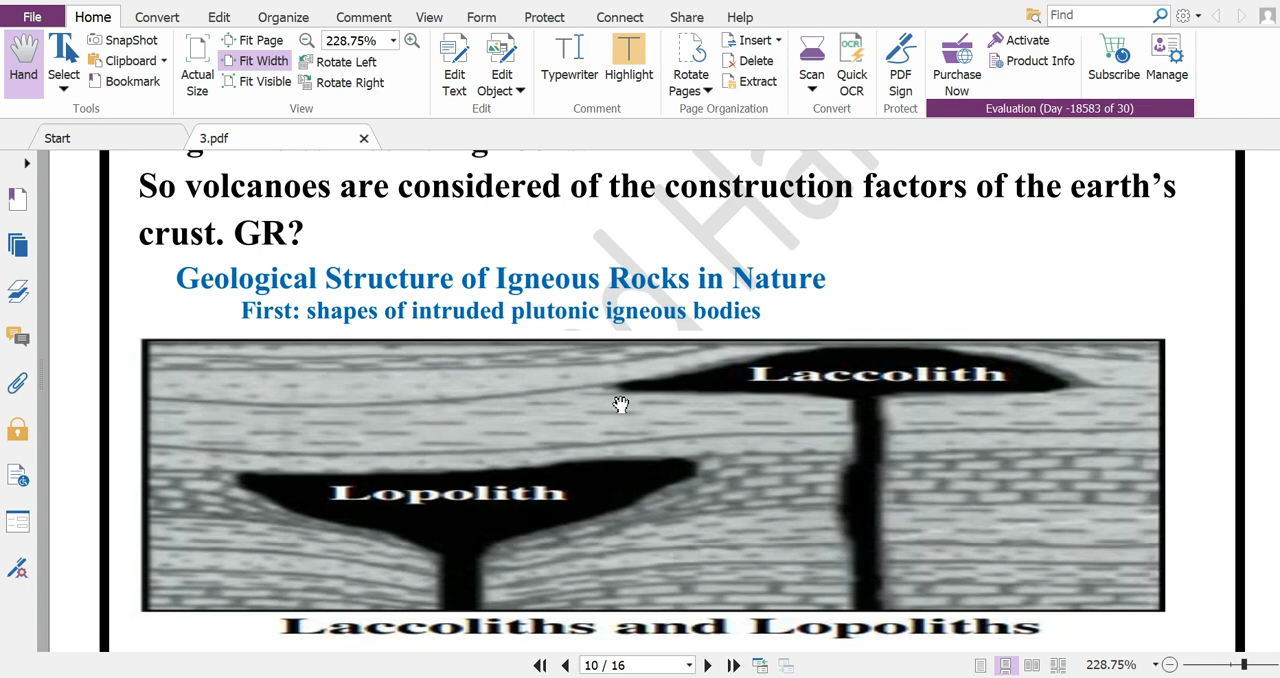 File Home Convert Edit Organize Comment View Form Protect Connect Share Help Find
Hand Select SnapShot Clipboard Bookmark Tools
Actual Size Fit Page Fit Width Fit Visible 228.75% Rotate Left Rotate Right View
Edit Text Edit Object Edit
Typewriter Highlight Comment
Rotate Pages Insert Delete Extract Page Organization
Scan Quick OCR Convert
PDF Sign Protect
Purchase Now Activate Product Info Subscribe Manage
Evaluation (Day -18583 of 30)
Start 3.pdf
So volcanoes are considered of the construction factors of the earth’s
crust. GR?
Geological Structure of Igneous Rocks in Nature
First: shapes of intruded plutonic igneous bodies
Laccolith
Lopolith
Laccoliths and Lopoliths
10 / 16 228.75%